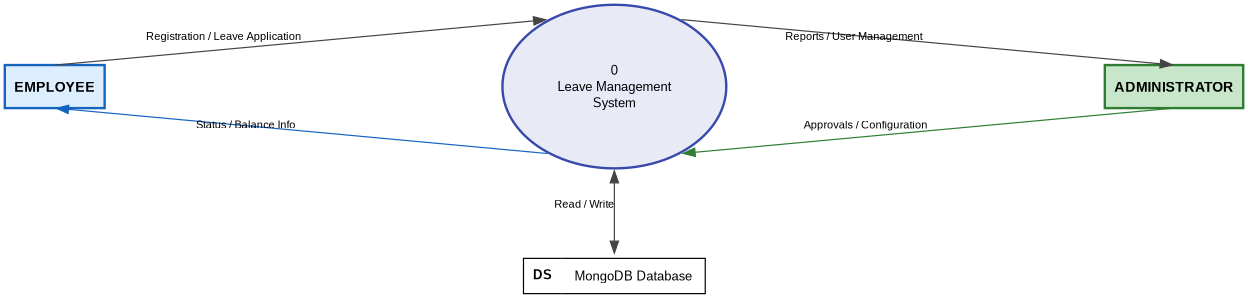 Registration / Leave Application
Reports / User Management
0
Leave Management
System
EMPLOYEE
ADMINISTRATOR
Status / Balance Info
Approvals / Configuration
Read / Write
DS MongoDB Database